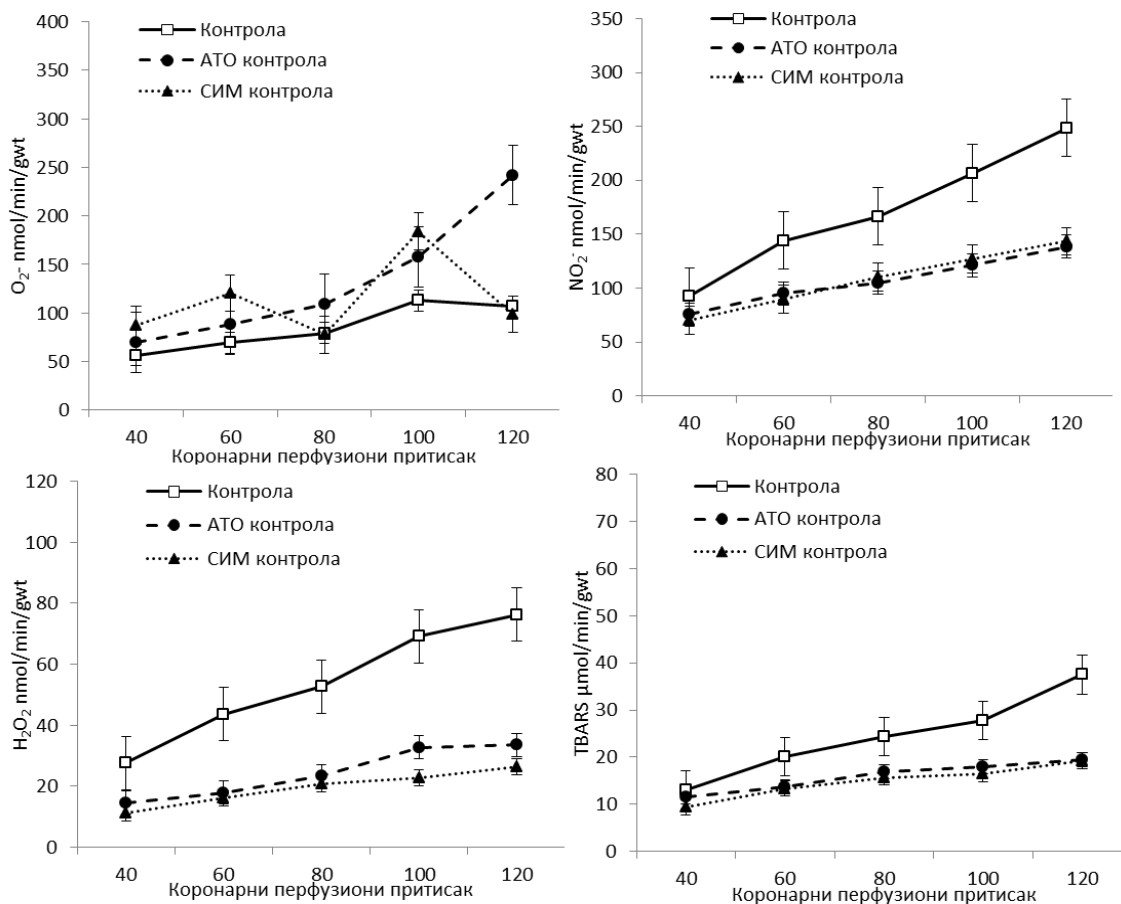 O₂- nmol/min/gwt
400
350
300
250
200
150
100
50
0
Контрола
АТО контрола
СИМ контрола
40 60 80 100 120
Коронарни перфузиони притисак
NO₂- nmol/min/gwt
350
300
250
200
150
100
50
0
Контрола
АТО контрола
СИМ контрола
40 60 80 100 120
Коронарни перфузиони притисак
H₂O₂ nmol/min/gwt
120
100
80
60
40
20
0
Контрола
АТО контрола
СИМ контрола
40 60 80 100 120
Коронарни перфузиони притисак
TBARS µmol/min/gwt
80
70
60
50
40
30
20
10
0
Контрола
АТО контрола
СИМ контрола
40 60 80 100 120
Коронарни перфузиони притисак